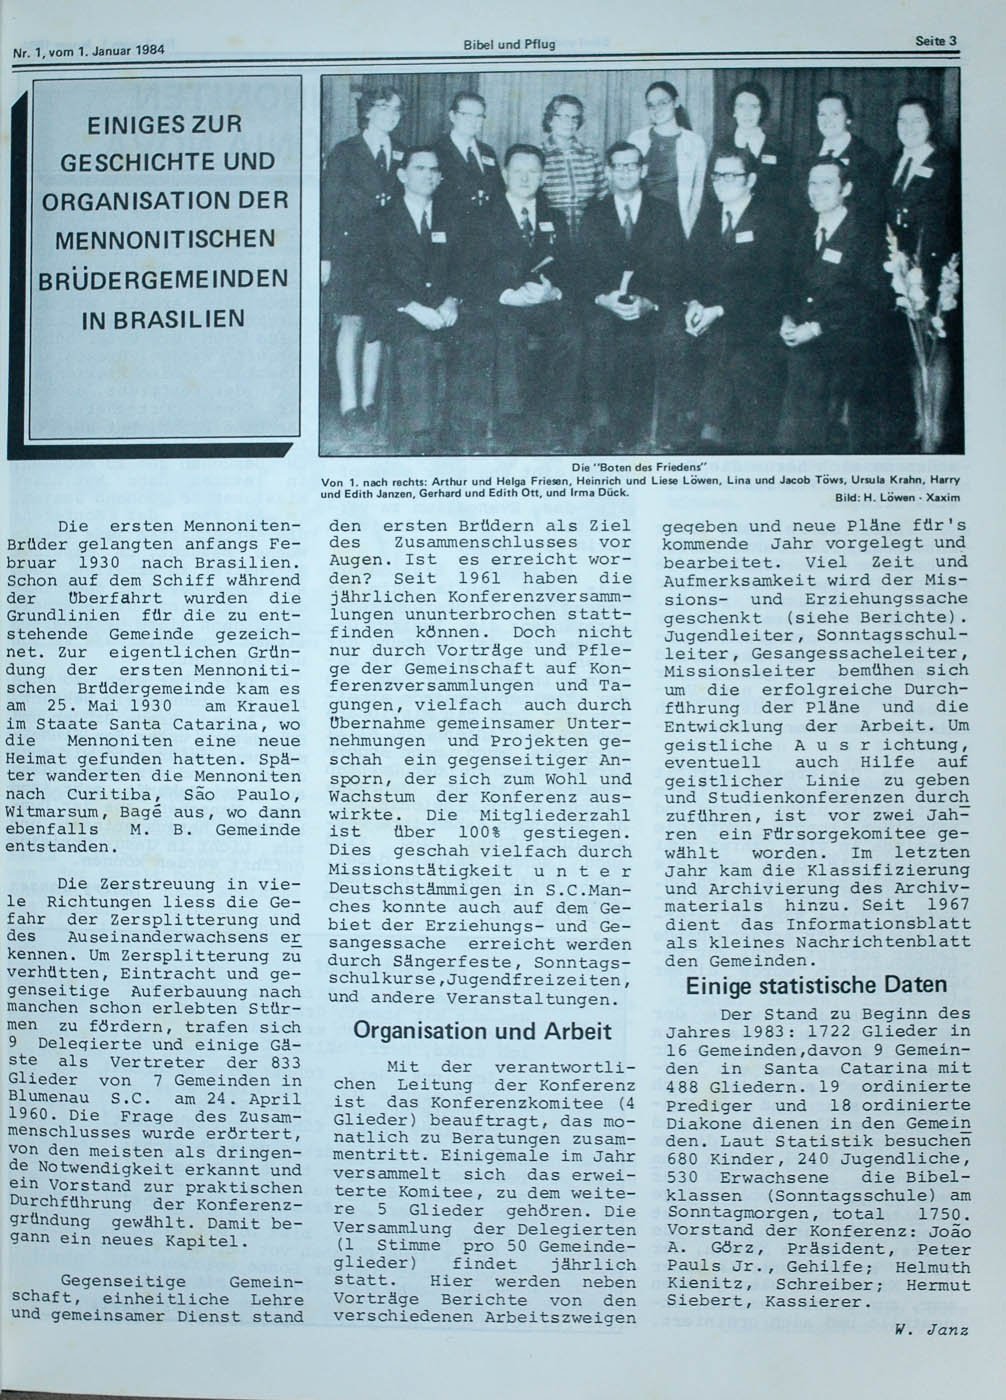 Nr. 1, vom 1. Januar 1984
Bibel und Pflug
Seite 3
EINIGES ZUR
GESCHICHTE UND
ORGANISATION DER
MENNONITISCHEN
BRÜDERGEMEINDEN
IN BRASILIEN
Die "Boten des Friedens"
Von 1. nach rechts: Arthur und Helga Friesen, Heinrich und Liese Löwen, Lina und Jacob Töws, Ursula Krahn, Harry
und Edith Janzen, Gerhard und Edith Ott, und Irma Dück.
Bild: H. Löwen - Xaxim
Die ersten Mennoniten-
Brüder gelangten anfangs Fe-
bruar 1930 nach Brasilien.
Schon auf dem Schiff während
der Überfahrt wurden die
Grundlinien für die zu ent-
stehende Gemeinde gezeich-
net. Zur eigentlichen Grün-
dung der ersten Mennoniti-
schen Brüdergemeinde kam es
am 25. Mai 1930 am Krauel
im Staate Santa Catarina, wo
die Mennoniten eine neue
Heimat gefunden hatten. Spä-
ter wanderten die Mennoniten
nach Curitiba, São Paulo,
Witmarsum, Bagé aus, wo dann
ebenfalls M. B. Gemeinde
entstanden.
Die Zerstreuung in vie-
le Richtungen liess die Ge-
fahr der Zersplitterung und
des Auseinanderwachsens er
kennen. Um Zersplitterung zu
verhütten, Eintracht und ge-
genseitige Auferbauung nach
manchen schon erlebten Stür-
men zu fördern, trafen sich
9 Delegierte und einige Gä-
ste als Vertreter der 833
Glieder von 7 Gemeinden in
Blumenau S.C. am 24. April
1960. Die Frage des Zusam-
menschlusses wurde erörtert,
von den meisten als dringen-
de Notwendigkeit erkannt und
ein Vorstand zur praktischen
Durchführung der Konferenz-
gründung gewählt. Damit be-
gann ein neues Kapitel.
Gegenseitige Gemein-
schaft, einheitliche Lehre
und gemeinsamer Dienst stand
den ersten Brüdern als Ziel
des Zusammenschlusses vor
Augen. Ist es erreicht wor-
den? Seit 1961 haben die
jährlichen Konferenzversamm-
lungen ununterbrochen statt-
finden können. Doch nicht
nur durch Vorträge und Pfle-
ge der Gemeinschaft auf Kon-
ferenzversammlungen und Ta-
gungen, vielfach auch durch
Übernahme gemeinsamer Unter-
nehmungen und Projekten ge-
schah ein gegenseitiger An-
sporn, der sich zum Wohl und
Wachstum der Konferenz aus-
wirkte. Die Mitgliederzahl
ist über 100% gestiegen.
Dies geschah vielfach durch
Missionstätigkeit u n t e r
Deutschstämmigen in S.C.Man-
ches konnte auch auf dem Ge-
biet der Erziehungs- und Ge-
sangessache erreicht werden
durch Sängerfeste, Sonntags-
schulkurse,Jugendfreizeiten,
und andere Veranstaltungen.
Organisation und Arbeit
Mit der verantwortli-
chen Leitung der Konferenz
ist das Konferenzkomitee (4
Glieder) beauftragt, das mo-
natlich zu Beratungen zusam-
mentritt. Einigemale im Jahr
versammelt sich das erwei-
terte Komitee, zu dem weite-
re 5 Glieder gehören. Die
Versammlung der Delegierten
(1 Stimme pro 50 Gemeinde-
glieder) findet jährlich
statt. Hier werden neben
Vorträge Berichte von den
verschiedenen Arbeitszweigen
gegeben und neue Pläne für's
kommende Jahr vorgelegt und
bearbeitet. Viel Zeit und
Aufmerksamkeit wird der Mis-
sions- und Erziehungssache
geschenkt (siehe Berichte).
Jugendleiter, Sonntagsschul-
leiter, Gesangessacheleiter,
Missionsleiter bemühen sich
um die erfolgreiche Durch-
führung der Pläne und die
Entwicklung der Arbeit. Um
geistliche A u s r ichtung,
eventuell auch Hilfe auf
geistlicher Linie zu geben
und Studienkonferenzen durch
zuführen, ist vor zwei Jah-
ren ein Fürsorgekomitee ge-
wählt worden. Im letzten
Jahr kam die Klassifizierung
und Archivierung des Archiv-
materials hinzu. Seit 1967
dient das Informationsblatt
als kleines Nachrichtenblatt
den Gemeinden.
Einige statistische Daten
Der Stand zu Beginn des
Jahres 1983: 1722 Glieder in
16 Gemeinden,davon 9 Gemein-
den in Santa Catarina mit
488 Gliedern. 19 ordinierte
Prediger und 18 ordinierte
Diakone dienen in den Gemein
den. Laut Statistik besuchen
680 Kinder, 240 Jugendliche,
530 Erwachsene die Bibel-
klassen (Sonntagsschule) am
Sonntagmorgen, total 1750.
Vorstand der Konferenz: João
A. Görz, Präsident, Peter
Pauls Jr., Gehilfe; Helmuth
Kienitz, Schreiber; Hermut
Siebert, Kassierer.
W. Janz